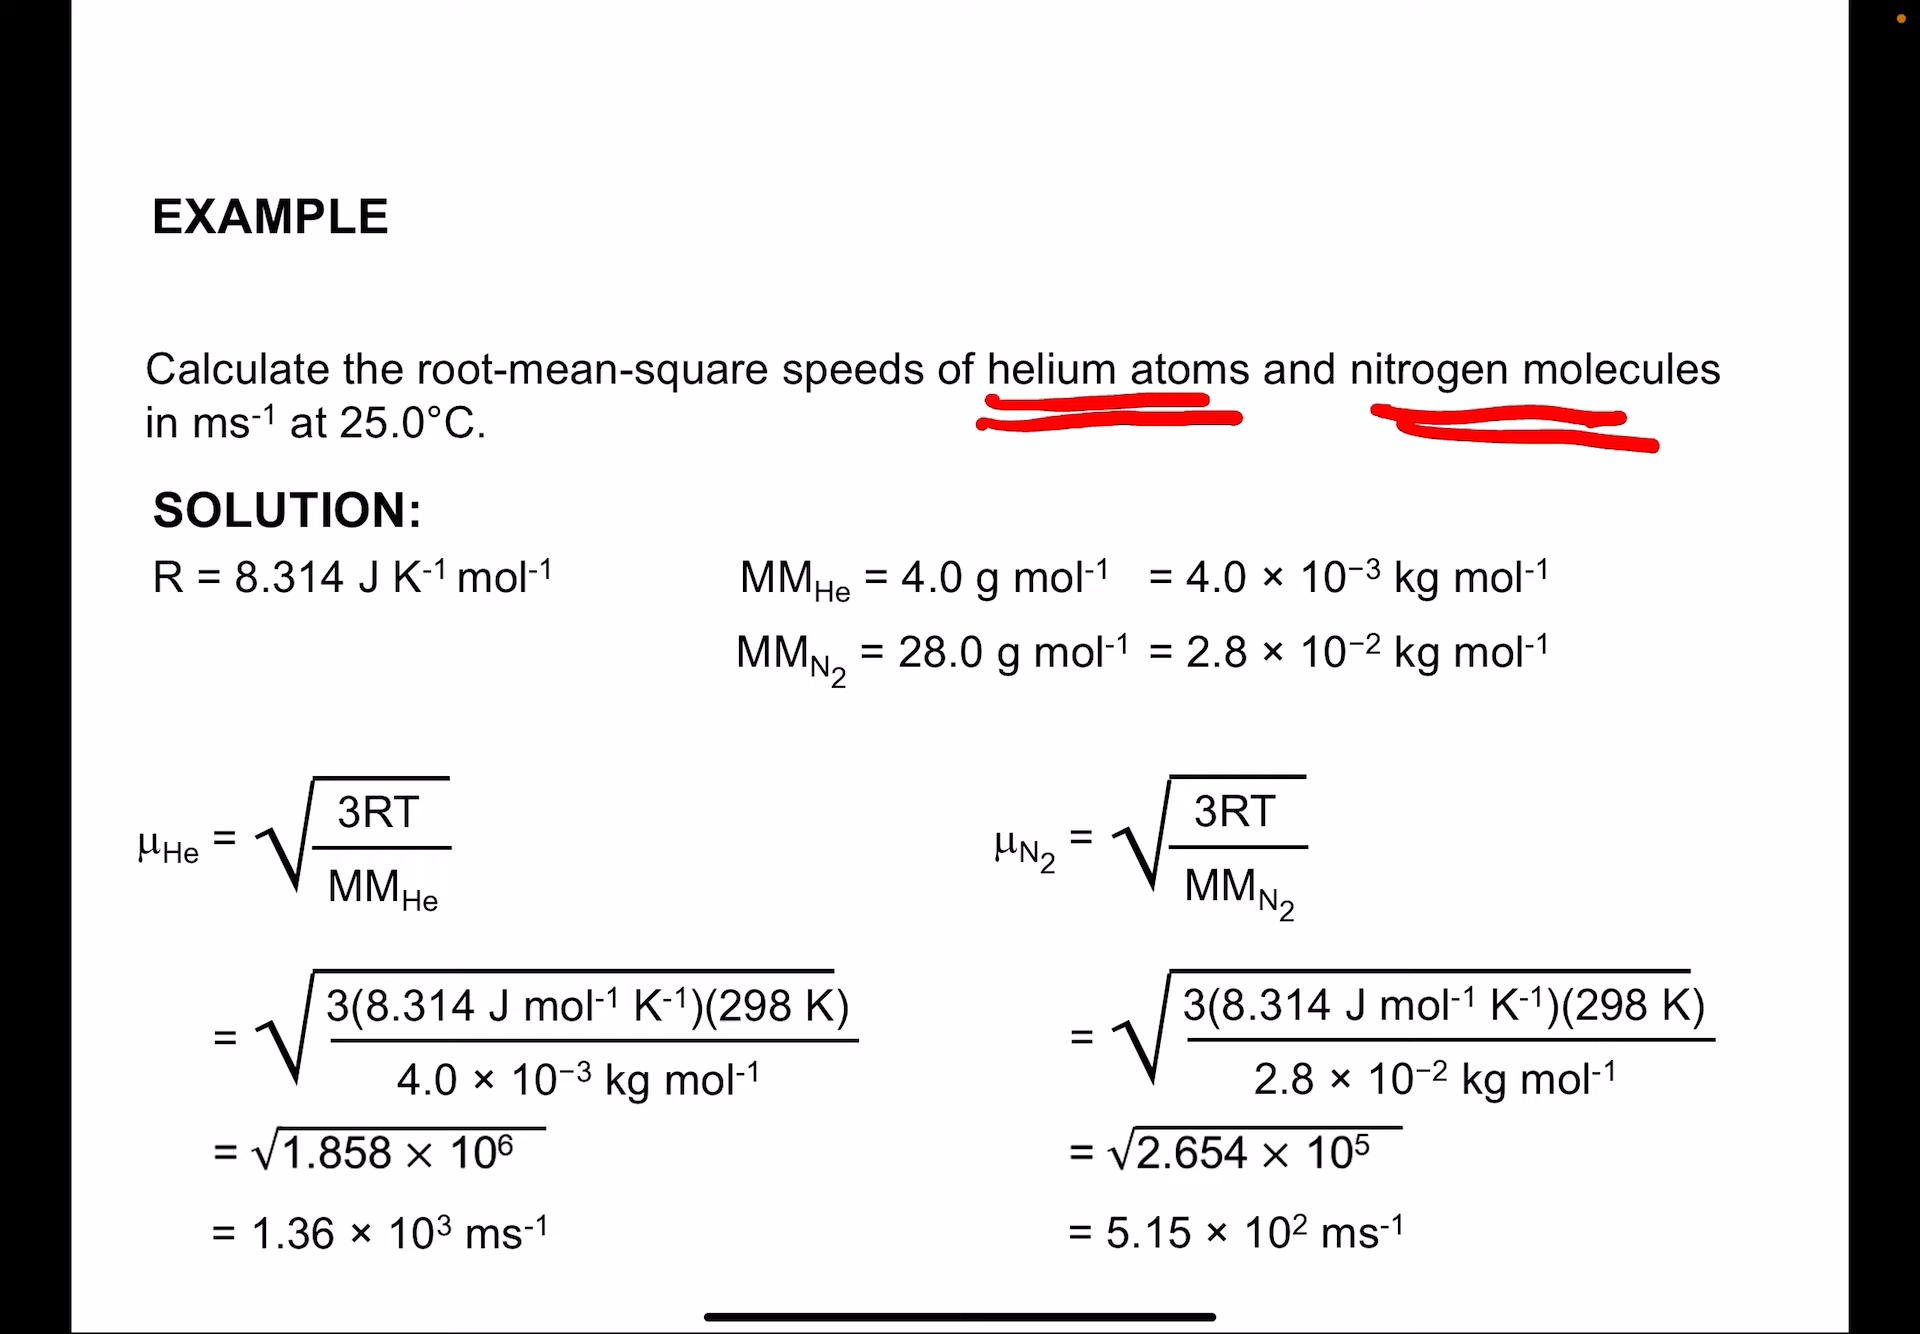 EXAMPLE
Calculate the root-mean-square speeds of helium atoms and nitrogen molecules
in ms⁻¹ at 25.0°C.
SOLUTION:
R = 8.314 J K⁻¹ mol⁻¹
MM_He = 4.0 g mol⁻¹ = 4.0 × 10⁻³ kg mol⁻¹
MM_N₂ = 28.0 g mol⁻¹ = 2.8 × 10⁻² kg mol⁻¹
μ_He = √(3RT / MM_He)
= √(3(8.314 J mol⁻¹ K⁻¹)(298 K) / 4.0 × 10⁻³ kg mol⁻¹)
= √1.858 × 10⁶
= 1.36 × 10³ ms⁻¹
μ_N₂ = √(3RT / MM_N₂)
= √(3(8.314 J mol⁻¹ K⁻¹)(298 K) / 2.8 × 10⁻² kg mol⁻¹)
= √2.654 × 10⁵
= 5.15 × 10² ms⁻¹